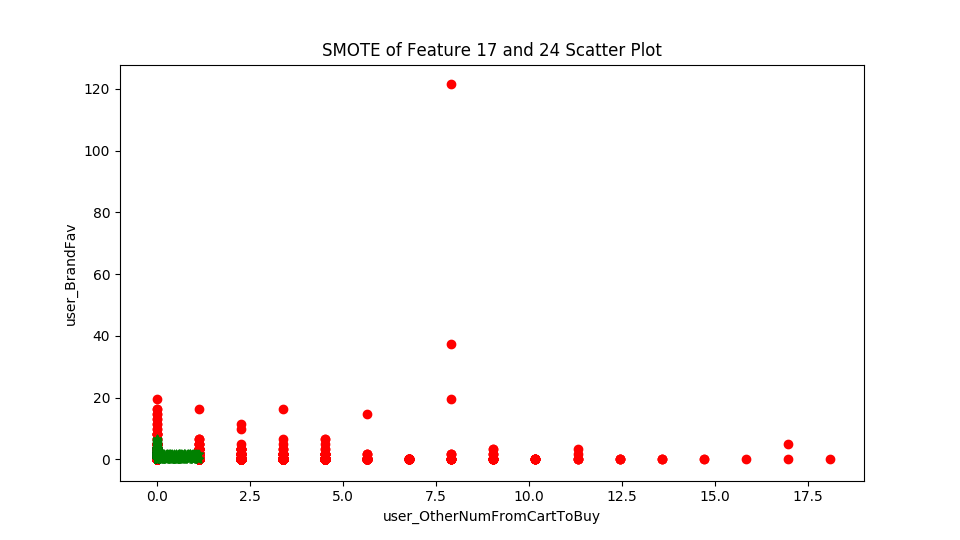 SMOTE of Feature 17 and 24 Scatter Plot
120
100
80
60
40
20
0
user_BrandFav
0.0 2.5 5.0 7.5 10.0 12.5 15.0 17.5
user_OtherNumFromCartToBuy